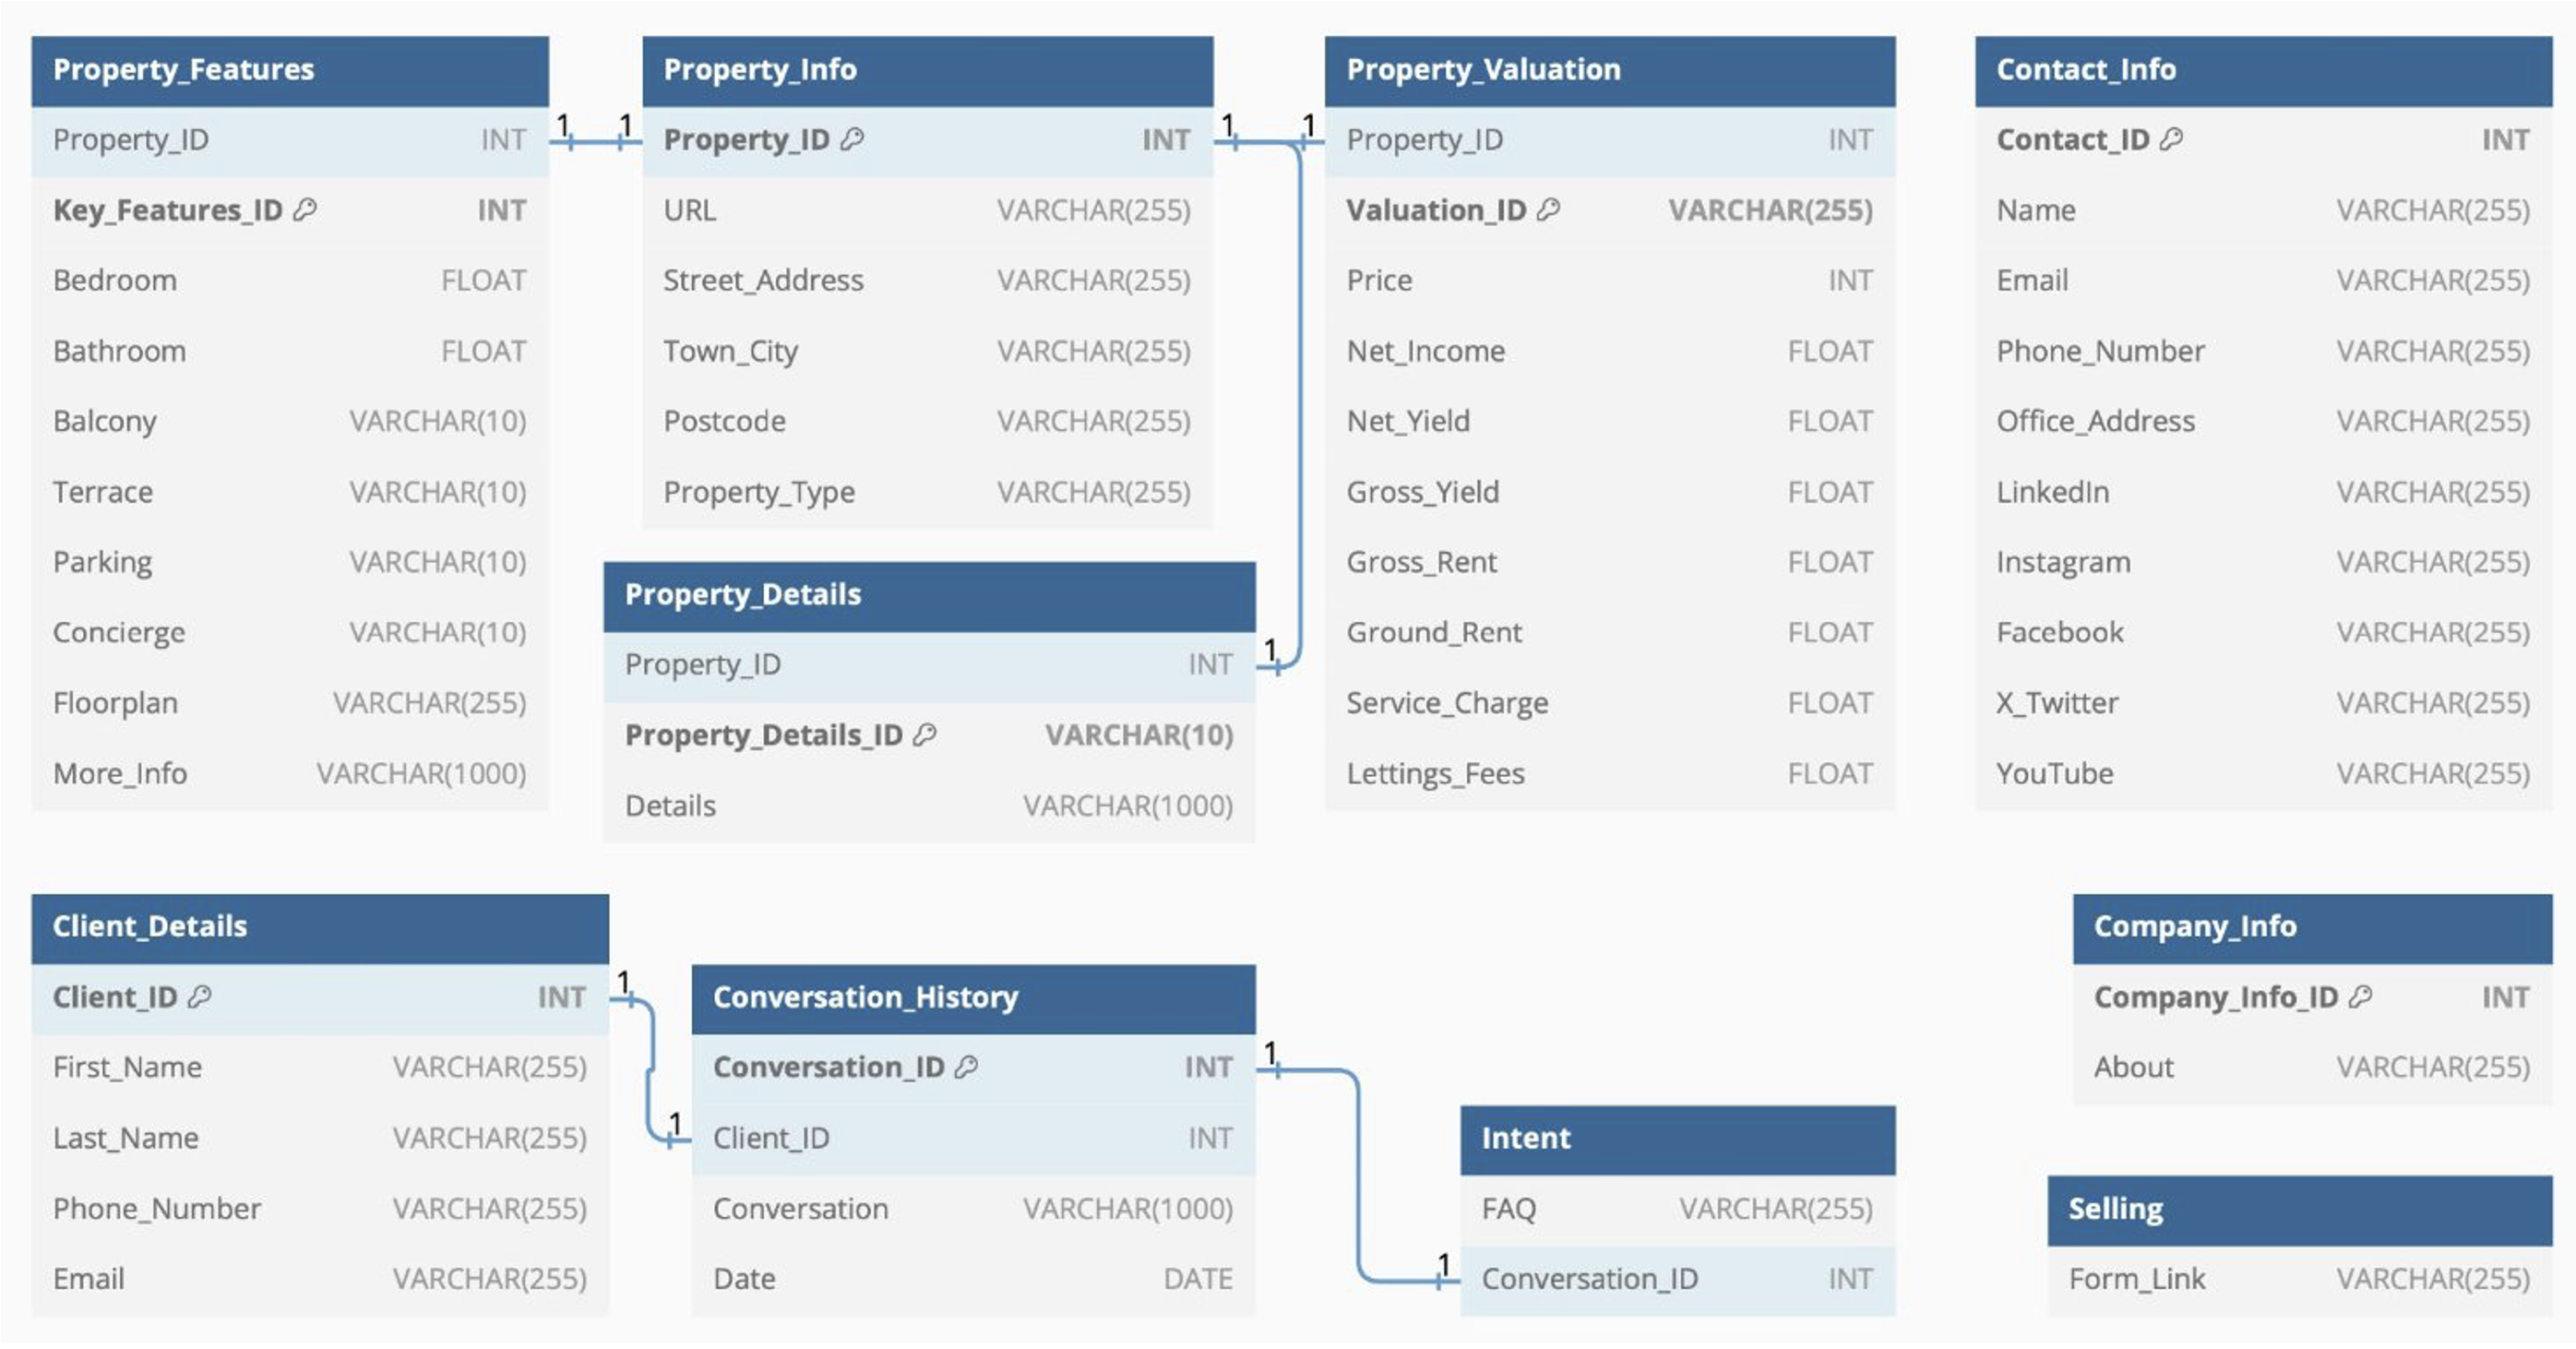 Property_Features
Property_ID INT
Key_Features_ID INT
Bedroom FLOAT
Bathroom FLOAT
Balcony VARCHAR(10)
Terrace VARCHAR(10)
Parking VARCHAR(10)
Concierge VARCHAR(10)
Floorplan VARCHAR(255)
More_Info VARCHAR(1000)
1 1
Property_Info
Property_ID INT
URL VARCHAR(255)
Street_Address VARCHAR(255)
Town_City VARCHAR(255)
Postcode VARCHAR(255)
Property_Type VARCHAR(255)
1 1
Property_Details
Property_ID INT 1
Property_Details_ID VARCHAR(10)
Details VARCHAR(1000)
Property_Valuation
Property_ID INT
Valuation_ID VARCHAR(255)
Price INT
Net_Income FLOAT
Net_Yield FLOAT
Gross_Yield FLOAT
Gross_Rent FLOAT
Ground_Rent FLOAT
Service_Charge FLOAT
Lettings_Fees FLOAT
Contact_Info
Contact_ID INT
Name VARCHAR(255)
Email VARCHAR(255)
Phone_Number VARCHAR(255)
Office_Address VARCHAR(255)
LinkedIn VARCHAR(255)
Instagram VARCHAR(255)
Facebook VARCHAR(255)
X_Twitter VARCHAR(255)
YouTube VARCHAR(255)
Client_Details
Client_ID INT 1
First_Name VARCHAR(255)
Last_Name VARCHAR(255)
Phone_Number VARCHAR(255)
Email VARCHAR(255)
Conversation_History
Conversation_ID INT 1
1 Client_ID INT
Conversation VARCHAR(1000)
Date DATE
Intent
FAQ VARCHAR(255)
1 Conversation_ID INT
Company_Info
Company_Info_ID INT
About VARCHAR(255)
Selling
Form_Link VARCHAR(255)